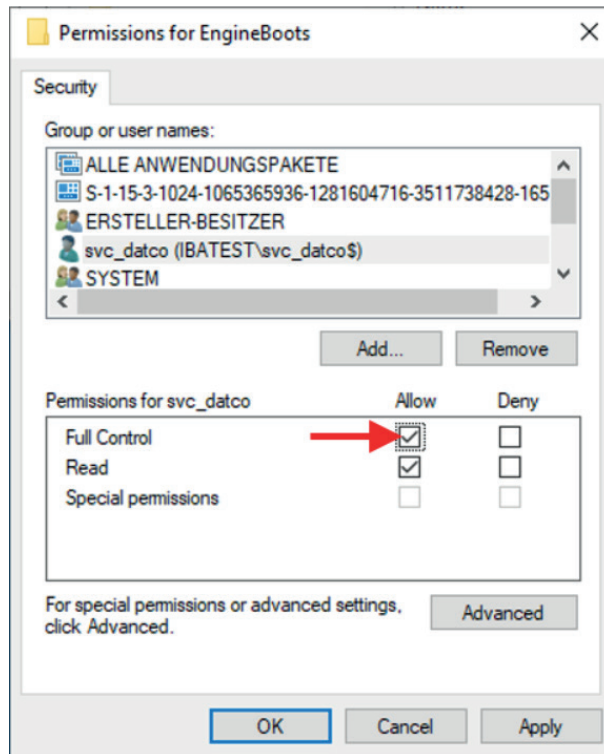 Permissions for EngineBoots
Security
Group or user names:
ALLE ANWENDUNGSPAKETE
S-1-15-3-1024-1065365936-1281604716-3511738428-165
ERSTELLER-BESITZER
svc_datco (IBATEST\svc_datco$)
SYSTEM
Add... Remove
Permissions for svc_datco Allow Deny
Full Control
Read
Special permissions
For special permissions or advanced settings, Advanced
click Advanced.
OK Cancel Apply